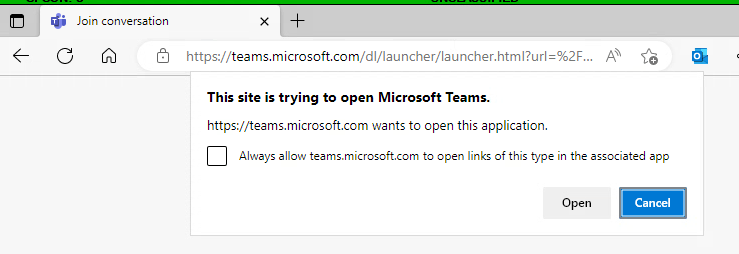 Join conversation
https://teams.microsoft.com/dl/launcher/launcher.html?url=%2F...
This site is trying to open Microsoft Teams.
https://teams.microsoft.com wants to open this application.
Always allow teams.microsoft.com to open links of this type in the associated app
Open
Cancel